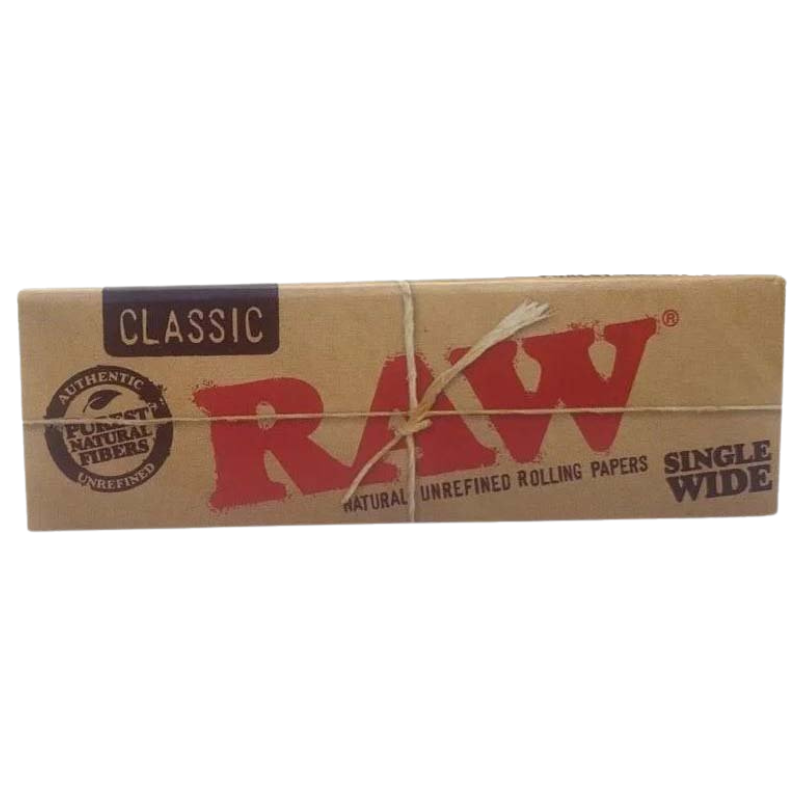 CLASSIC
RAW®
AUTHENTIC
PUREST
NATURAL
FIBERS
UNREFINED
NATURAL UNREFINED ROLLING PAPERS
SINGLE
WIDE